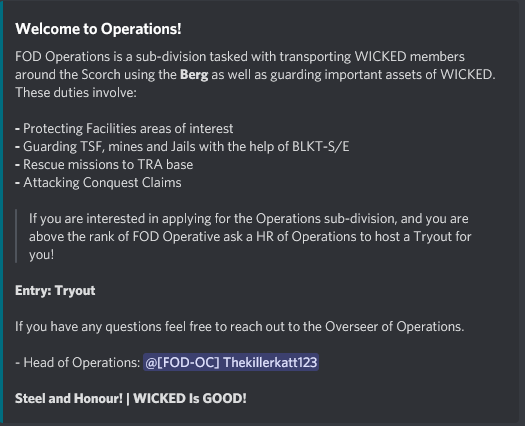 Welcome to Operations!
FOD Operations is a sub-division tasked with transporting WICKED members
around the Scorch using the Berg as well as guarding important assets of WICKED.
These duties involve:
- Protecting Facilities areas of interest
- Guarding TSF, mines and Jails with the help of BLKT-S/E
- Rescue missions to TRA base
- Attacking Conquest Claims
If you are interested in applying for the Operations sub-division, and you are
above the rank of FOD Operative ask a HR of Operations to host a Tryout for
you!
Entry: Tryout
If you have any questions feel free to reach out to the Overseer of Operations.
- Head of Operations: @[FOD-OC] Thekillerkatt123
Steel and Honour! | WICKED Is GOOD!